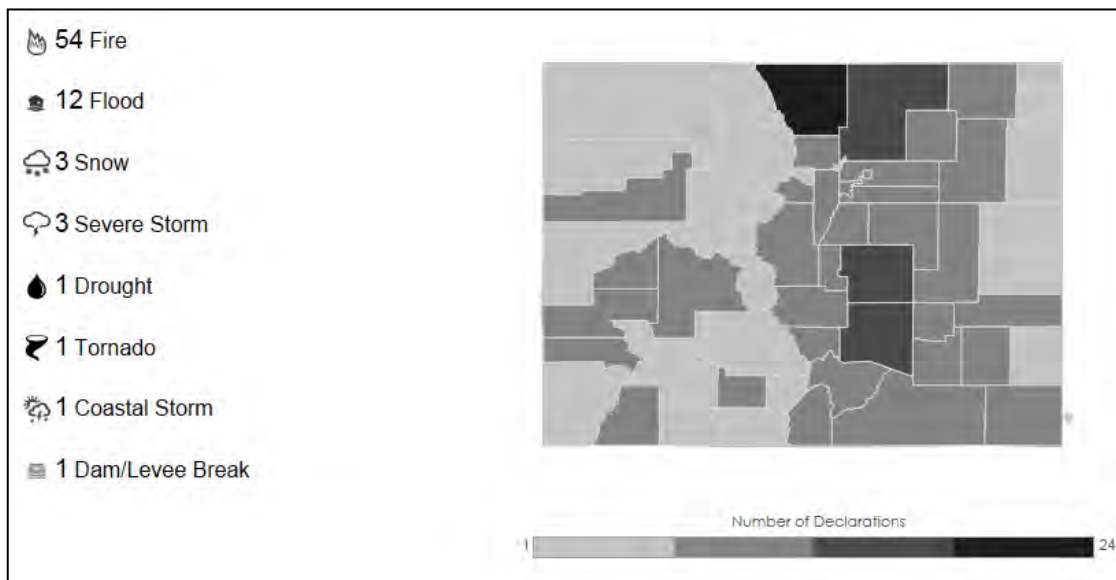 54 Fire
12 Flood
3 Snow
3 Severe Storm
1 Drought
1 Tornado
1 Coastal Storm
1 Dam/Levee Break
Number of Declarations
1 24